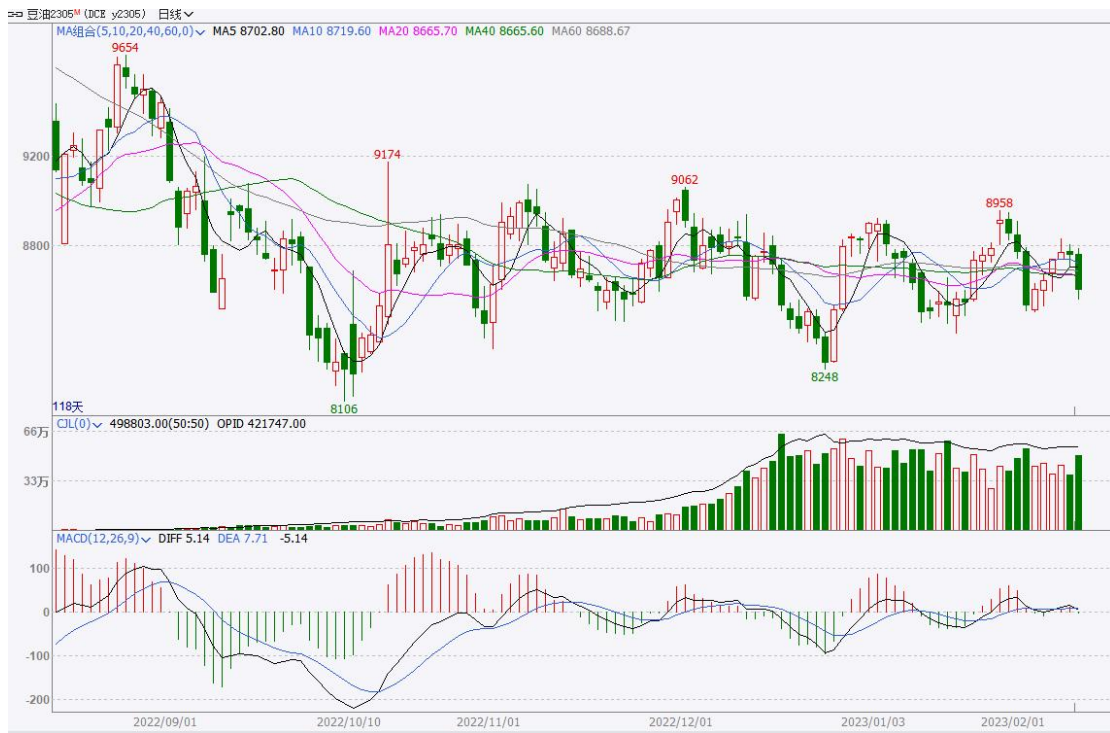 豆油2305M (DCE y2305) 日线
MA组合(5,10,20,40,60,0) MA5 8702.80 MA10 8719.60 MA20 8665.70 MA40 8665.60 MA60 8688.67
9654
9200
9174
9062
8958
8800
8248
8106
118天
CJL(0) 498803.00(50:50) OPID 421747.00
66万
33万
MACD(12,26,9) DIFF 5.14 DEA 7.71 -5.14
100
0
-100
-200
2022/09/01 2022/10/10 2022/11/01 2022/12/01 2023/01/03 2023/02/01